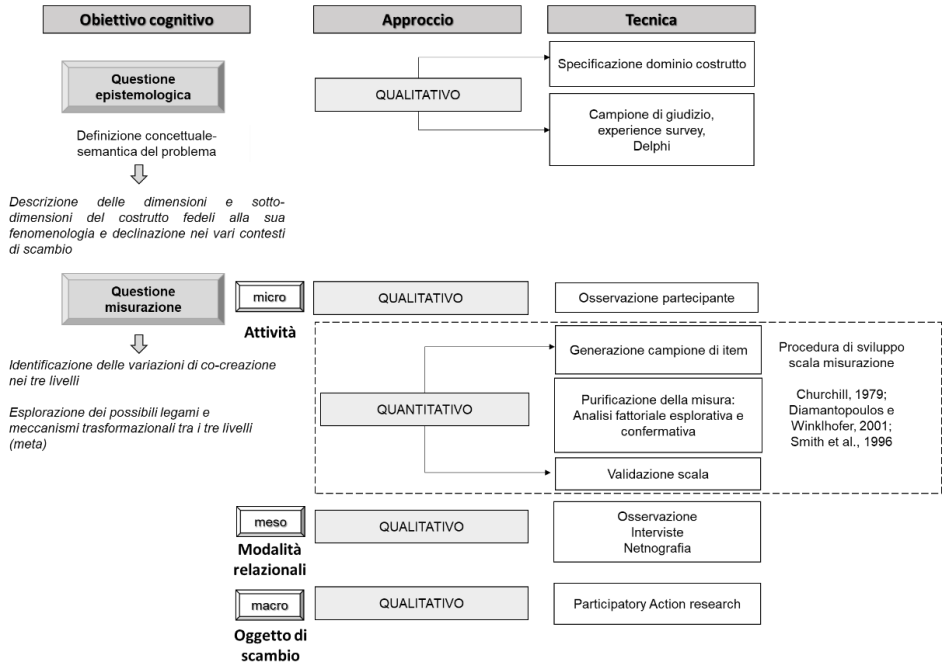 Obiettivo cognitivo
Approccio
Tecnica
Questione
epistemologica
Definizione concettuale-
semantica del problema
Descrizione delle dimensioni e sotto-
dimensioni del costrutto fedeli alla sua
fenomenologia e declinazione nei vari contesti
di scambio
QUALITATIVO
Specificazione dominio costrutto
Campione di giudizio,
experience survey,
Delphi
Questione
misurazione
micro
Attività
QUALITATIVO
Osservazione partecipante
Identificazione delle variazioni di co-creazione
nei tre livelli
Esplorazione dei possibili legami e
meccanismi trasformazionali tra i tre livelli
(meta)
QUANTITATIVO
Generazione campione di item
Purificazione della misura:
Analisi fattoriale esplorativa e
confermativa
Validazione scala
Procedura di sviluppo
scala misurazione
Churchill, 1979;
Diamantopoulos e
Winklhofer, 2001;
Smith et al., 1996
meso
Modalità
relazionali
QUALITATIVO
Osservazione
Interviste
Netnografia
macro
Oggetto di
scambio
QUALITATIVO
Participatory Action research